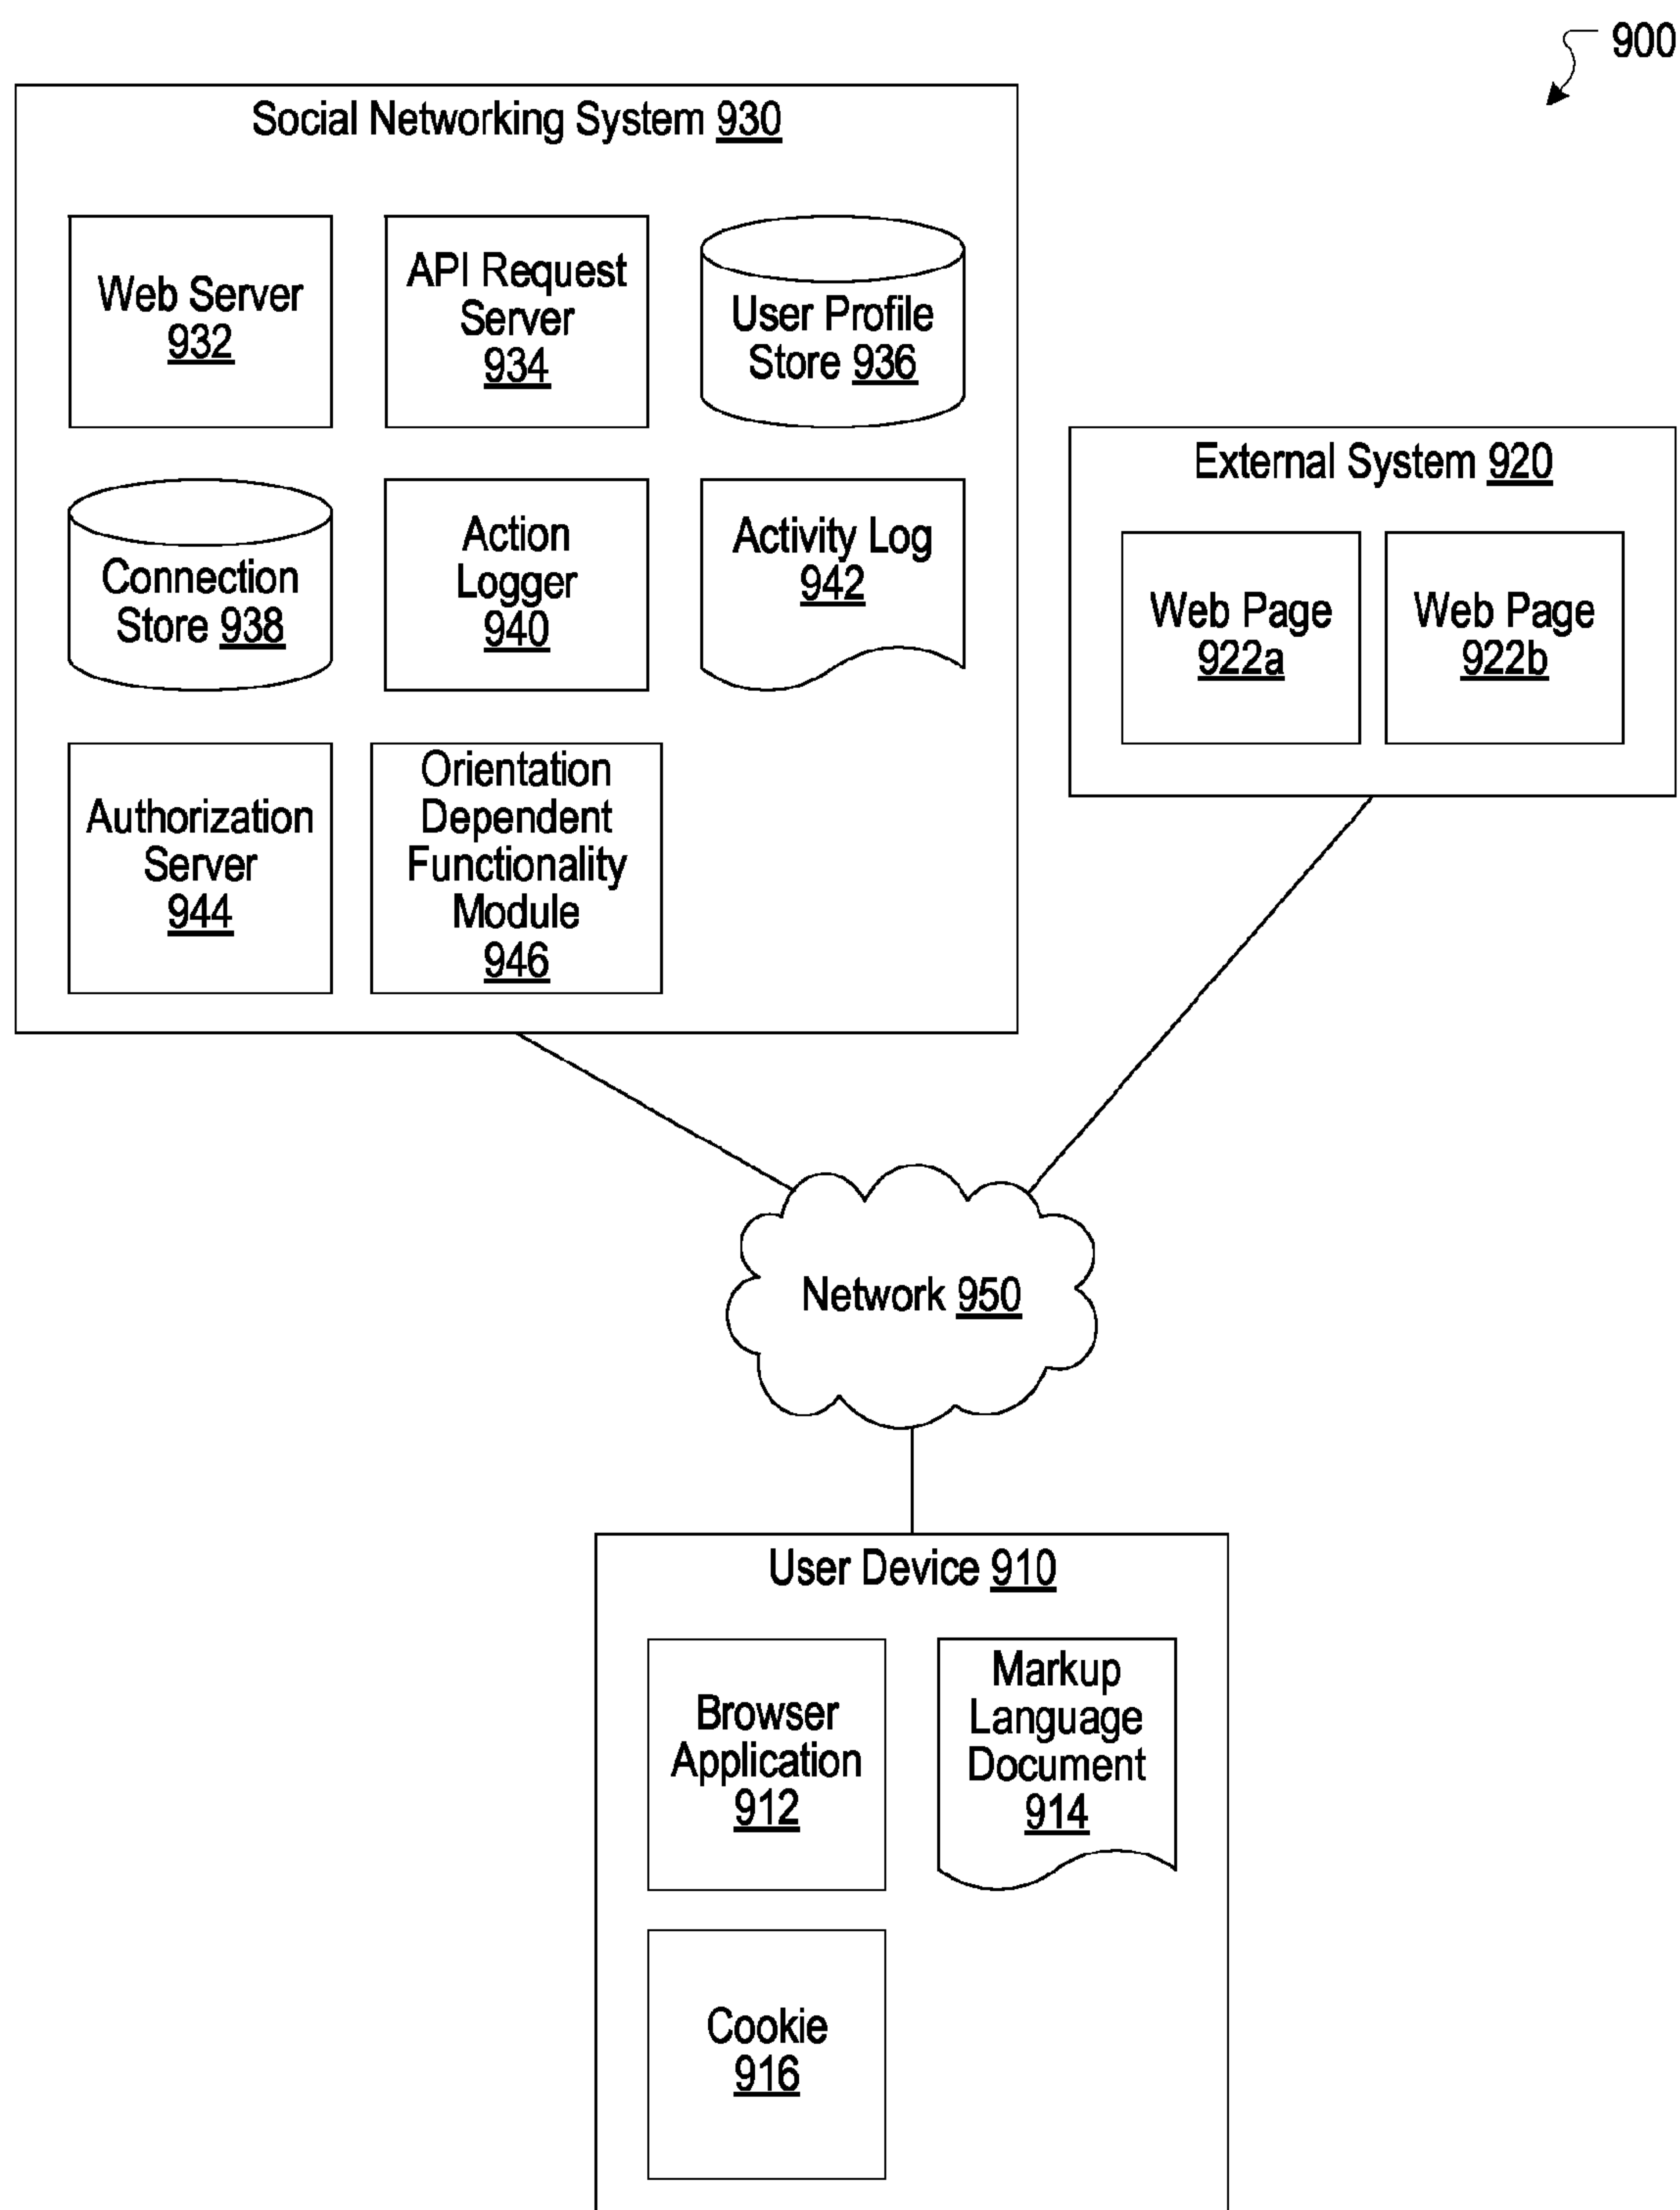 900
Social Networking System 930
Web Server
932
API Request
Server
934
User Profile
Store 936
Connection
Store 938
Action
Logger
940
Activity Log
942
Authorization
Server
944
Orientation
Dependent
Functionality
Module
946
External System 920
Web Page
922a
Web Page
922b
Network 950
User Device 910
Browser
Application
912
Markup
Language
Document
914
Cookie
916